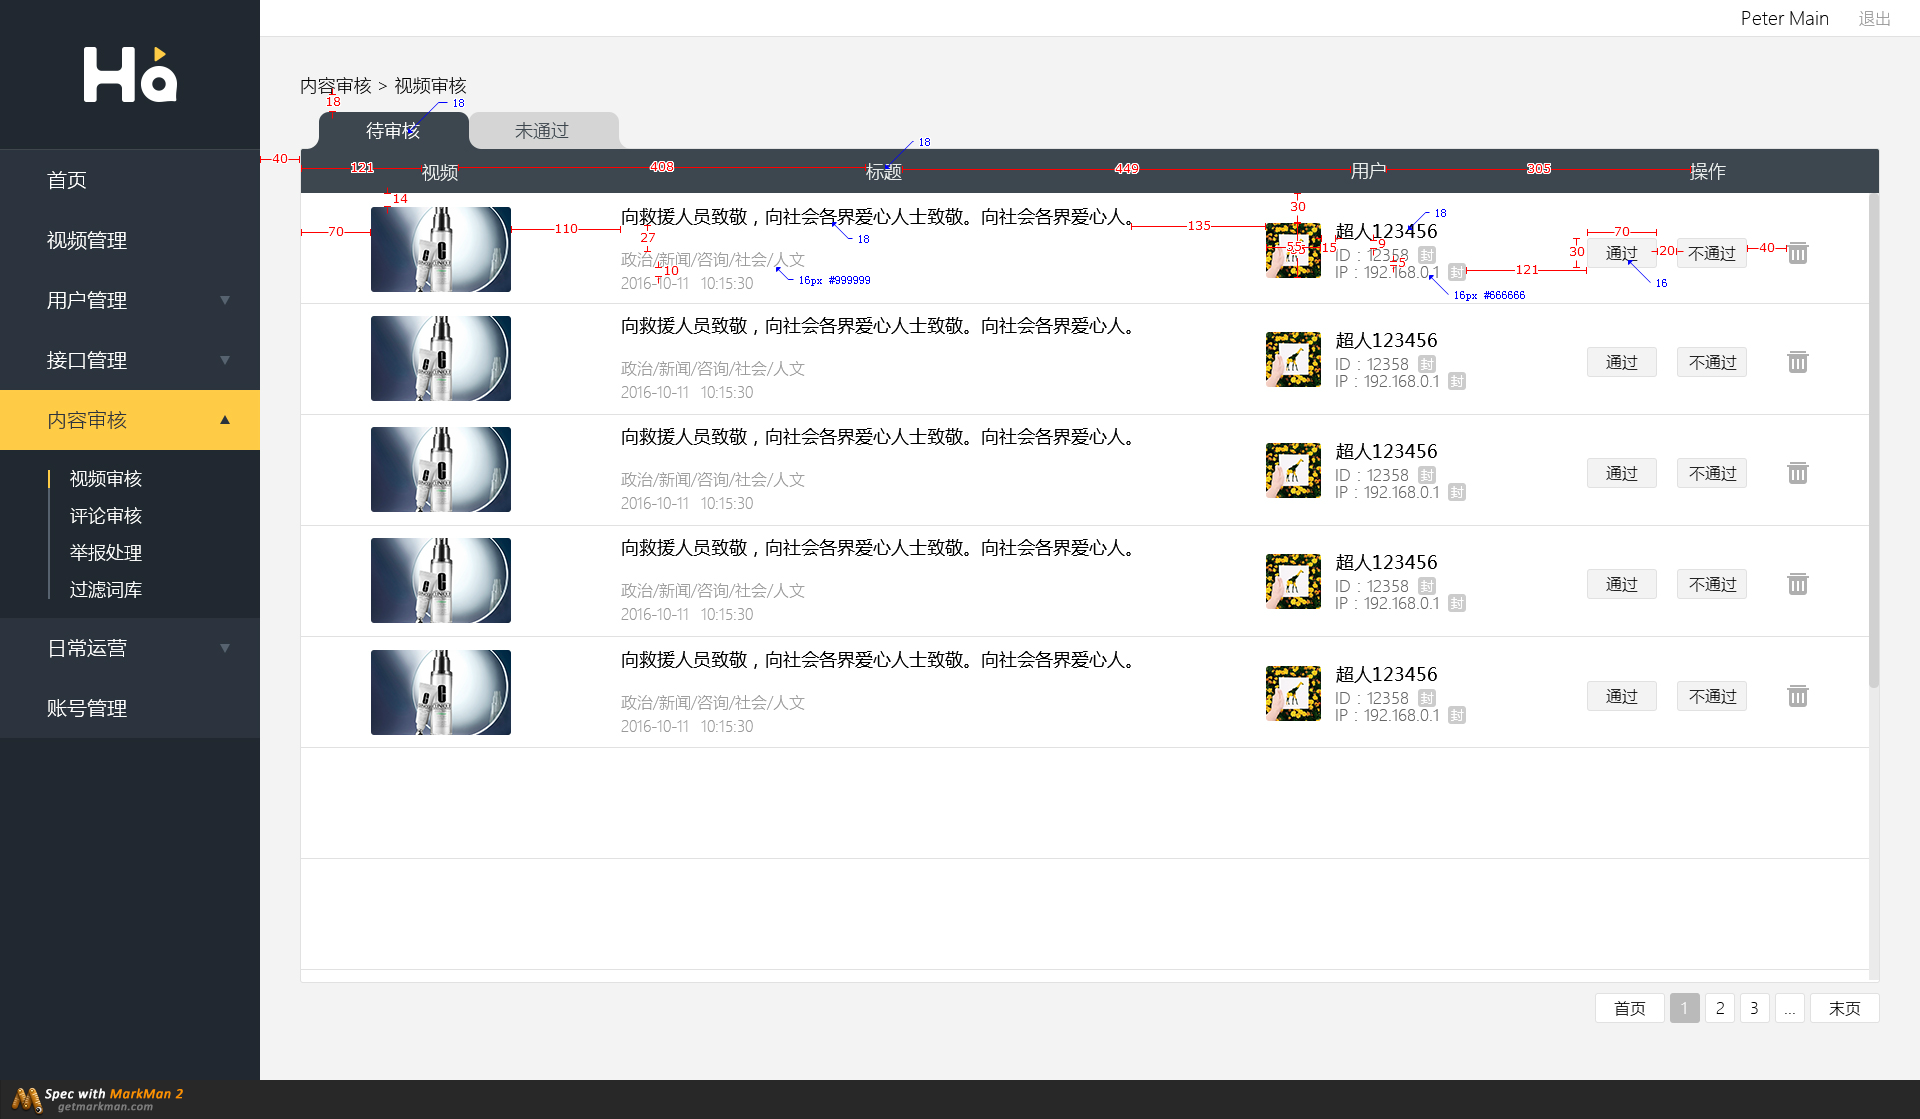 Ha
Peter Main 退出
首页
视频管理
用户管理
接口管理
内容审核
视频审核
评论审核
举报处理
过滤词库
日常运营
账号管理
内容审核 > 视频审核
18
18
待审核 未通过
18
40
121 视频 408 标题 449 用户 305 操作
14
70
110
向救援人员致敬，向社会各界爱心人士致敬。向社会各界爱心人。
18
27
政治/新闻/咨询/社会/人文
10
16px #999999
2016-10-11 10:15:30
135
30
55
55
15
18
超人123456
9
ID：12358 封
5
IP：192.168.0.1 封
16px #666666
121
70
30
通过
20
不通过
40
16
向救援人员致敬，向社会各界爱心人士致敬。向社会各界爱心人。
政治/新闻/咨询/社会/人文
2016-10-11 10:15:30
超人123456
ID：12358 封
IP：192.168.0.1 封
通过 不通过
向救援人员致敬，向社会各界爱心人士致敬。向社会各界爱心人。
政治/新闻/咨询/社会/人文
2016-10-11 10:15:30
超人123456
ID：12358 封
IP：192.168.0.1 封
通过 不通过
向救援人员致敬，向社会各界爱心人士致敬。向社会各界爱心人。
政治/新闻/咨询/社会/人文
2016-10-11 10:15:30
超人123456
ID：12358 封
IP：192.168.0.1 封
通过 不通过
向救援人员致敬，向社会各界爱心人士致敬。向社会各界爱心人。
政治/新闻/咨询/社会/人文
2016-10-11 10:15:30
超人123456
ID：12358 封
IP：192.168.0.1 封
通过 不通过
首页 1 2 3 ... 末页
Spec with MarkMan 2
getmarkman.com